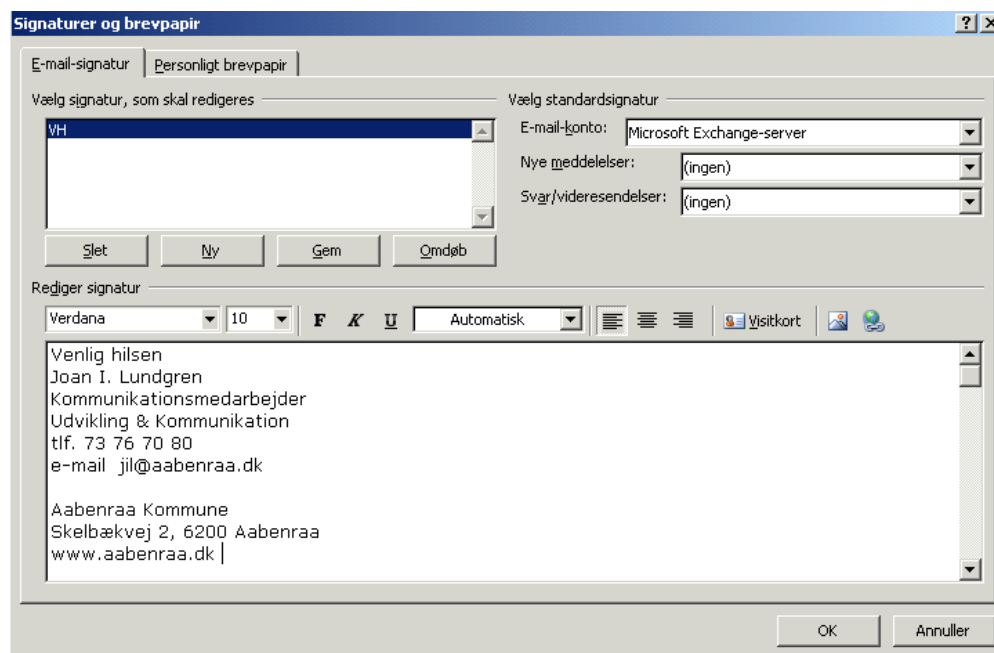 Signaturer og brevpapir
E-mail-signatur
Personligt brevpapir
Vælg signatur, som skal redigeres
VH
Slet
Ny
Gem
Omdøb
Vælg standardsignatur
E-mail-konto:
Microsoft Exchange-server
Nye meddelelser:
(ingen)
Svar/videresendelser:
(ingen)
Rediger signatur
Verdana
10
F
K
U
Automatisk
Visitkort
Venlig hilsen
Joan I. Lundgren
Kommunikationsmedarbejder
Udvikling & Kommunikation
tlf. 73 76 70 80
e-mail  jil@aabenraa.dk
Aabenraa Kommune
Skelbækvej 2, 6200 Aabenraa
www.aabenraa.dk
OK
Annuller